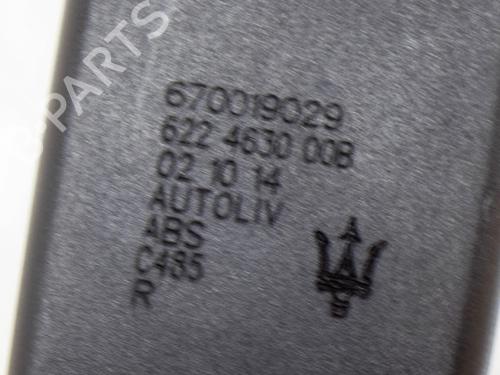 B-PARTS
670019029
622 4630 00B
02 10 14
AUTOLIV
ABS
C485
R